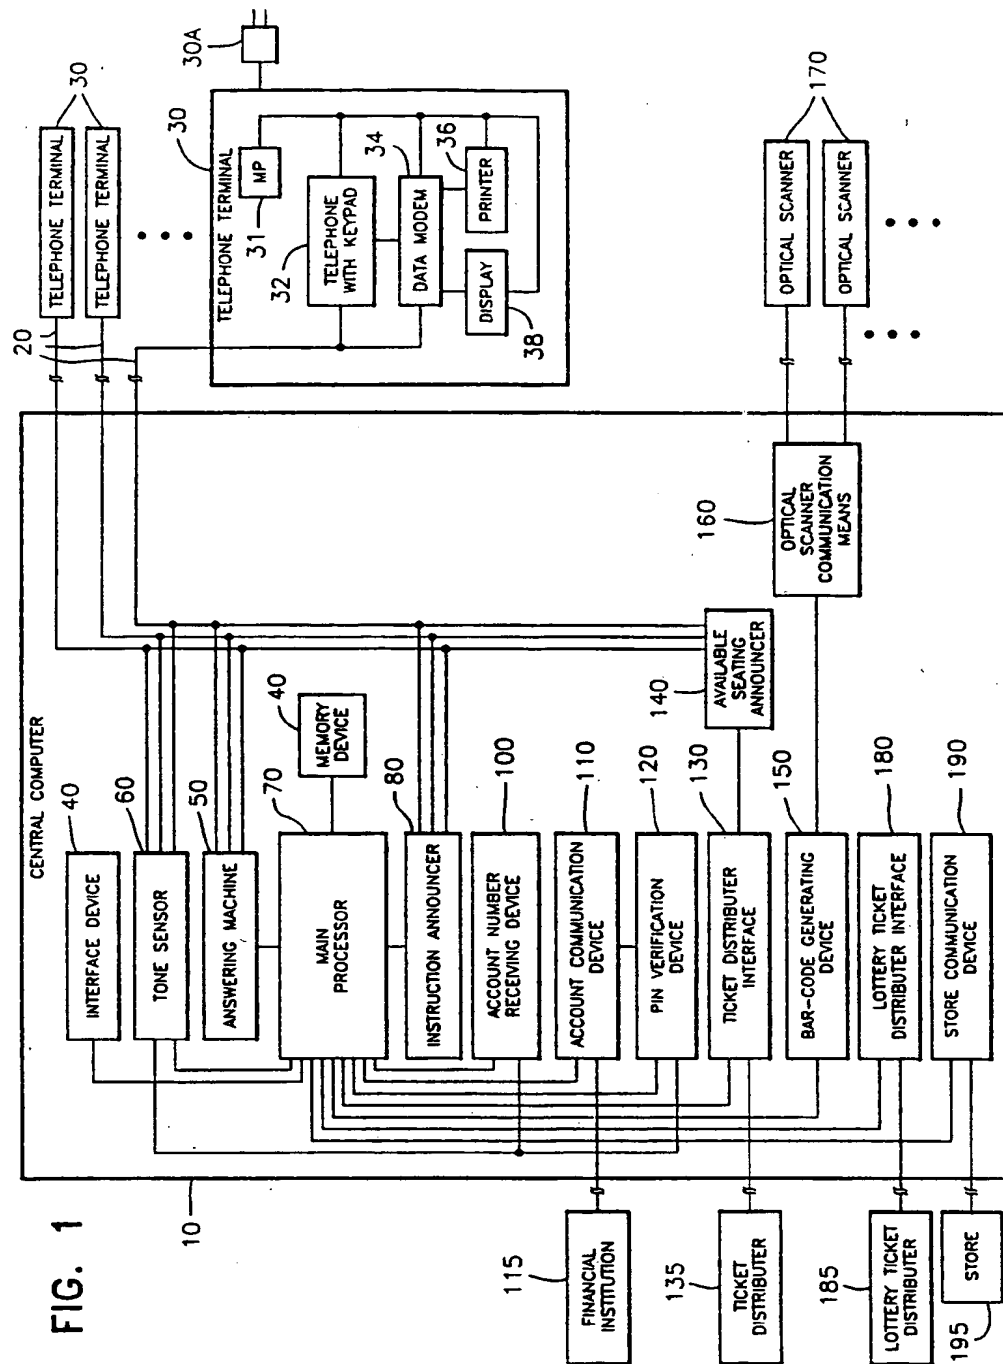 FIG. 1
10
CENTRAL COMPUTER
40
INTERFACE DEVICE
60
TONE SENSOR
50
ANSWERING MACHINE
70
MAIN
PROCESSOR
40
MEMORY
DEVICE
80
INSTRUCTION ANNOUNCER
100
ACCOUNT NUMBER
RECEIVING DEVICE
110
ACCOUNT COMMUNICATION
DEVICE
120
PIN VERIFICATION
DEVICE
130
TICKET DISTRIBUTER
INTERFACE
140
AVAILABLE
SEATING
ANNOUNCER
150
BAR-CODE GENERATING
DEVICE
160
OPTICAL
SCANNER
COMMUNICATION
MEANS
180
LOTTERY TICKET
DISTRIBUTER INTERFACE
190
STORE COMMUNICATION
DEVICE
115
FINANCIAL
INSTITUTION
135
TICKET
DISTRIBUTER
185
LOTTERY TICKET
DISTRIBUTER
195
STORE
20
TELEPHONE TERMINAL
TELEPHONE TERMINAL
30
30
30A
TELEPHONE TERMINAL
MP
31
32
TELEPHONE
WITH KEYPAD
34
DATA MODEM
36
PRINTER
DISPLAY
38
OPTICAL SCANNER
OPTICAL SCANNER
170